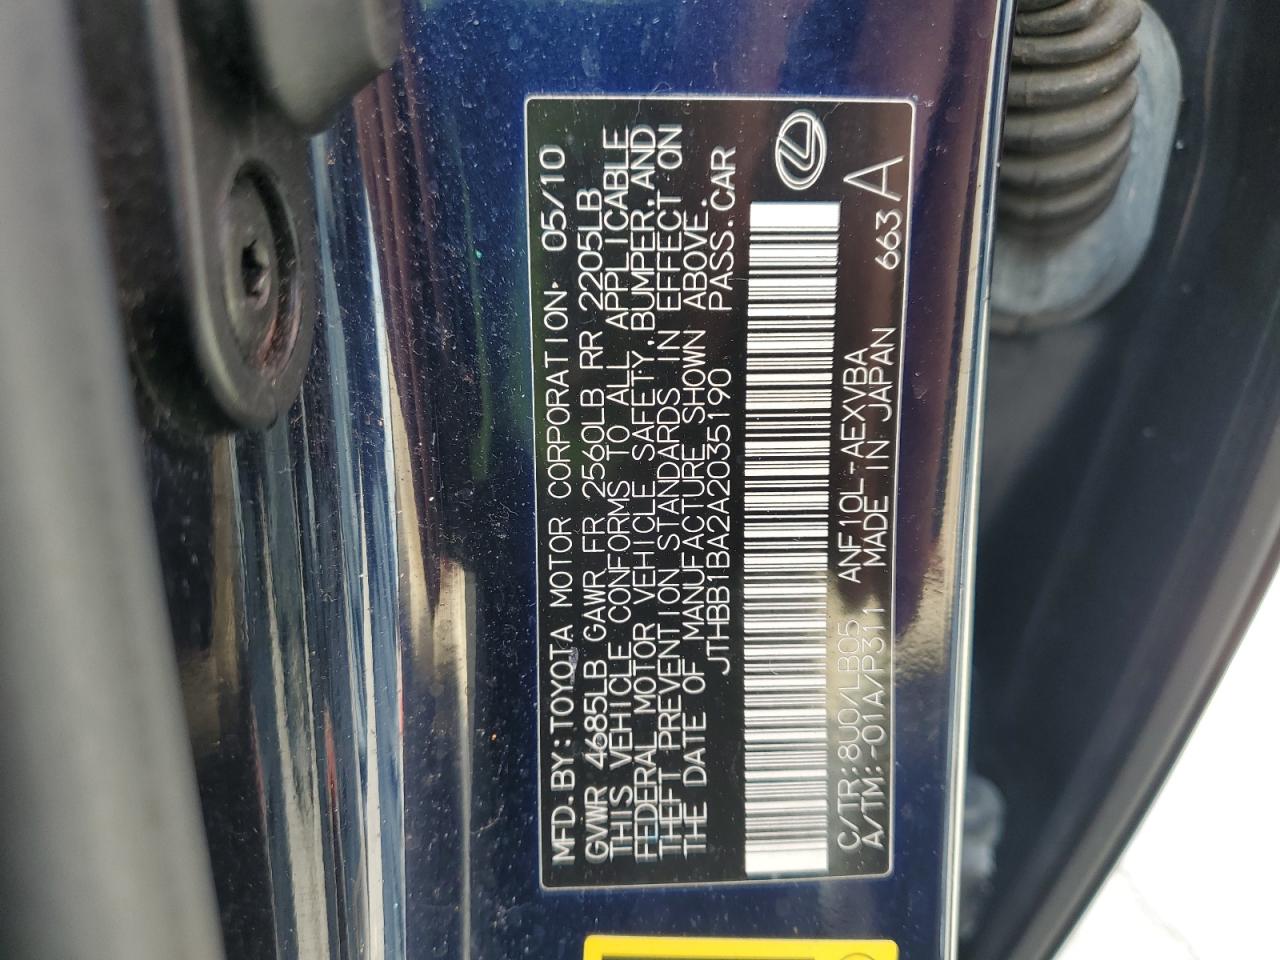 MFD.BY:TOYOTA MOTOR CORPORATION. 05/10
GVWR 4685LB GAWR FR 2560LB RR 2205LB
THIS VEHICLE CONFORMS TO ALL APPLICABLE
FEDERAL MOTOR VEHICLE SAFETY,BUMPER,AND
THEFT PREVENTION STANDARDS IN EFFECT ON
THE DATE OF MANUFACTURE SHOWN ABOVE.
JTHBB1BA2A2035190 PASS.CAR
C/TR:8U0/LB05 ANF10L-AEXVBA
A/TM:-01A/P311 MADE IN JAPAN 663 A